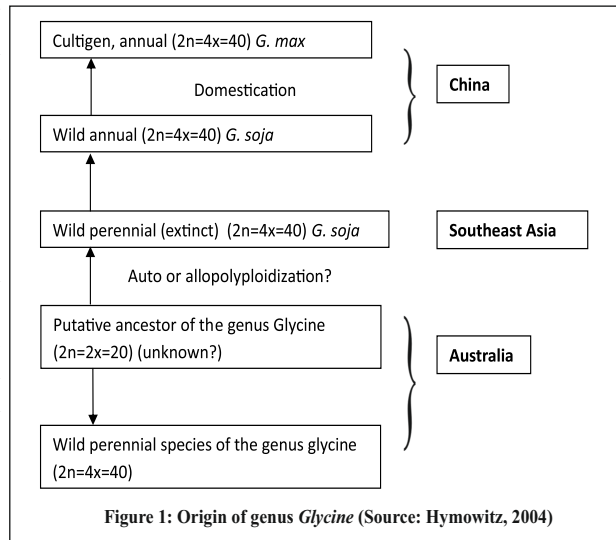 Cultigen, annual (2n=4x=40) G. max
Domestication
China
Wild annual (2n=4x=40) G. soja
Wild perennial (extinct) (2n=4x=40) G. soja
Southeast Asia
Auto or allopolyploidization?
Putative ancestor of the genus Glycine
(2n=2x=20) (unknown?)
Australia
Wild perennial species of the genus glycine
(2n=4x=40)
Figure 1: Origin of genus Glycine (Source: Hymowitz, 2004)